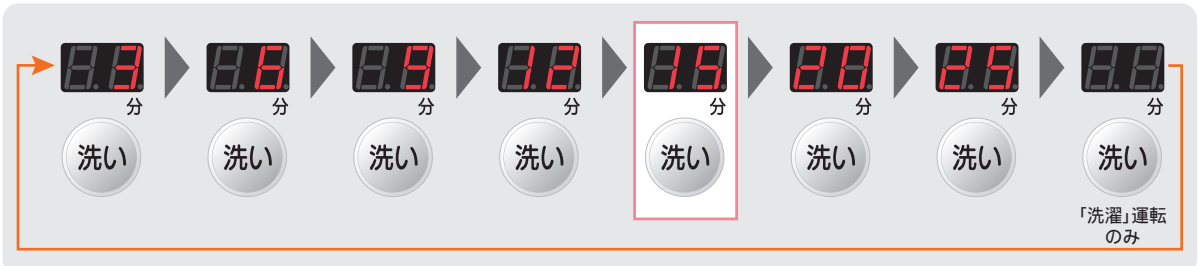 3 6 9 12 15 20 25
分 分 分 分 分 分 分 分
洗い 洗い 洗い 洗い 洗い 洗い 洗い 洗い
「洗濯」運転
のみ